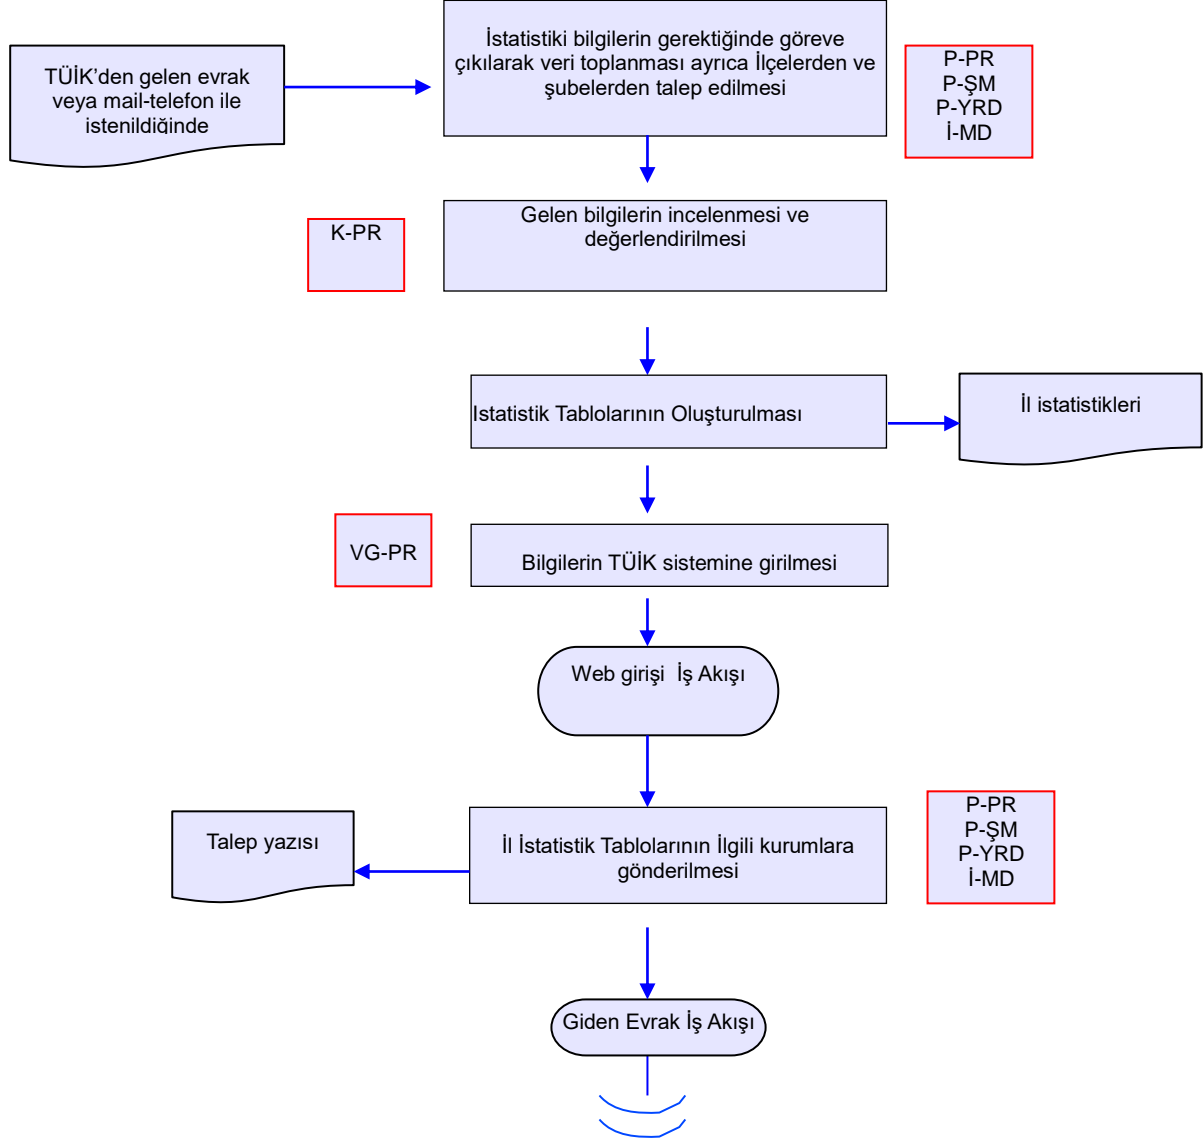 TÜİK’den gelen evrak
veya mail-telefon ile
istenildiğinde
İstatistiki bilgilerin gerektiğinde göreve
çıkılarak veri toplanması ayrıca İlçelerden ve
şubelerden talep edilmesi
P-PR
P-ŞM
P-YRD
İ-MD
K-PR
Gelen bilgilerin incelenmesi ve
değerlendirilmesi
Istatistik Tablolarının Oluşturulması
İl istatistikleri
VG-PR
Bilgilerin TÜİK sistemine girilmesi
Web girişi  İş Akışı
Talep yazısı
İl İstatistik Tablolarının İlgili kurumlara
gönderilmesi
P-PR
P-ŞM
P-YRD
İ-MD
Giden Evrak İş Akışı